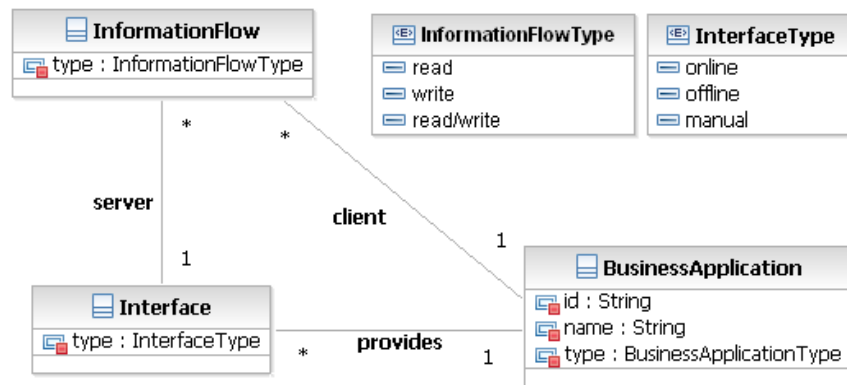 InformationFlow
type : InformationFlowType
InformationFlowType
read
write
read/write
InterfaceType
online
offline
manual
*
*
server
client
1
1
Interface
type : InterfaceType
*
provides
1
BusinessApplication
id : String
name : String
type : BusinessApplicationType